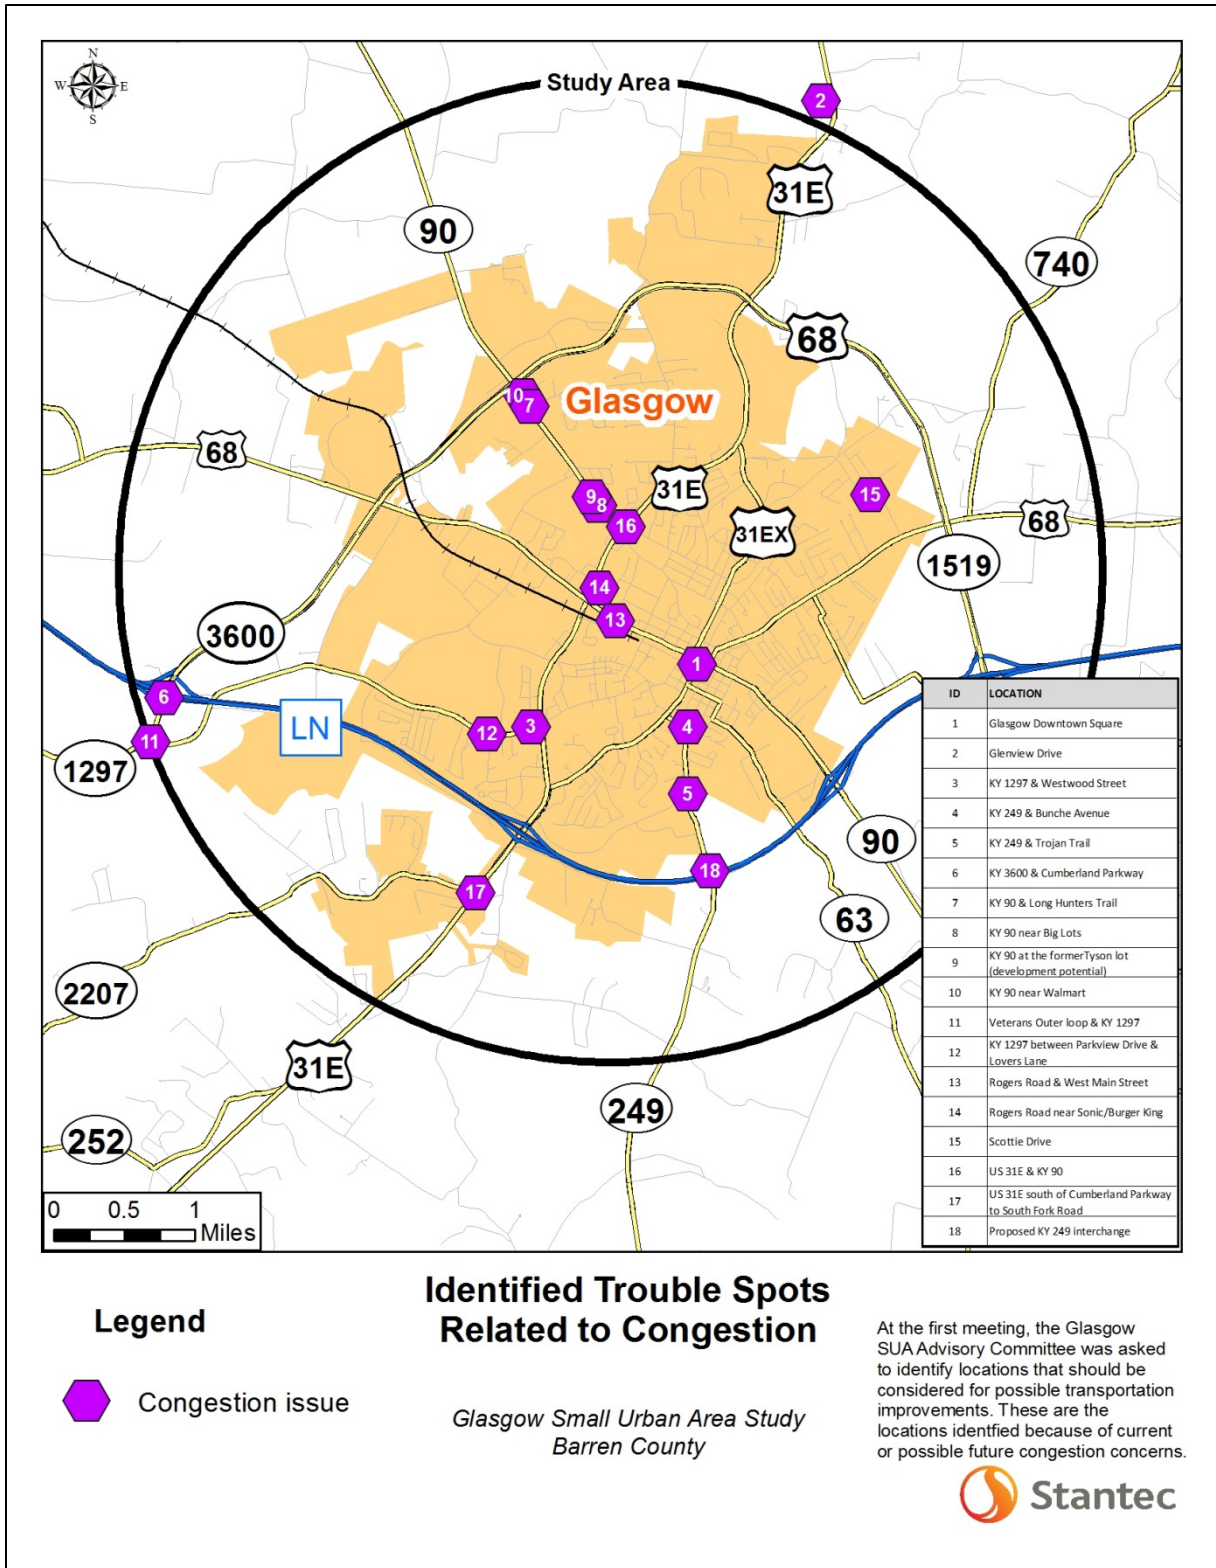 N
W
E
S
Study Area
2
31E
90
740
68
10
7
Glasgow
68
31E
9
8
15
16
31EX
68
1519
14
13
3600
1
6
LN
12
3
4
11
1297
5
90
18
17
63
2207
31E
249
252
0 0.5 1
Miles
ID LOCATION
1 Glasgow Downtown Square
2 Glenview Drive
3 KY 1297 & Westwood Street
4 KY 249 & Bunche Avenue
5 KY 249 & Trojan Trail
6 KY 3600 & Cumberland Parkway
7 KY 90 & Long Hunters Trail
8 KY 90 near Big Lots
9 KY 90 at the formerTyson lot
(development potential)
10 KY 90 near Walmart
11 Veterans Outer loop & KY 1297
12 KY 1297 between Parkview Drive &
Lovers Lane
13 Rogers Road & West Main Street
14 Rogers Road near Sonic/Burger King
15 Scottie Drive
16 US 31E & KY 90
17 US 31E south of Cumberland Parkway
to South Fork Road
18 Proposed KY 249 interchange
Legend
Congestion issue
Identified Trouble Spots
Related to Congestion
Glasgow Small Urban Area Study
Barren County
At the first meeting, the Glasgow
SUA Advisory Committee was asked
to identify locations that should be
considered for possible transportation
improvements. These are the
locations identfied because of current
or possible future congestion concerns.
Stantec